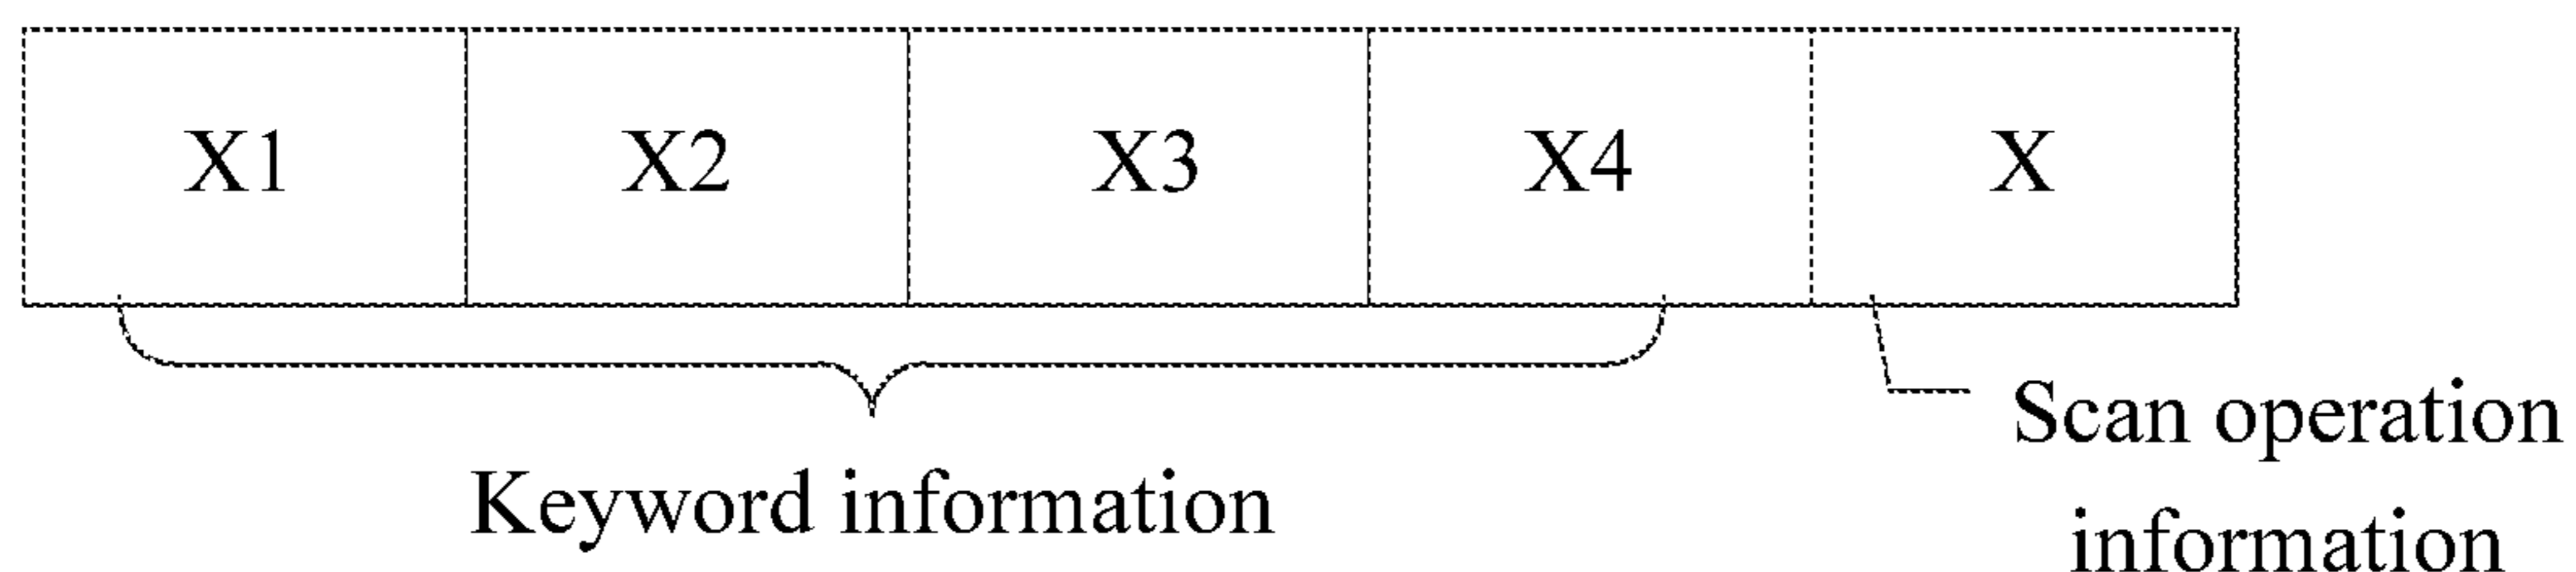 X1 X2 X3 X4 X
Keyword information
Scan operation
information